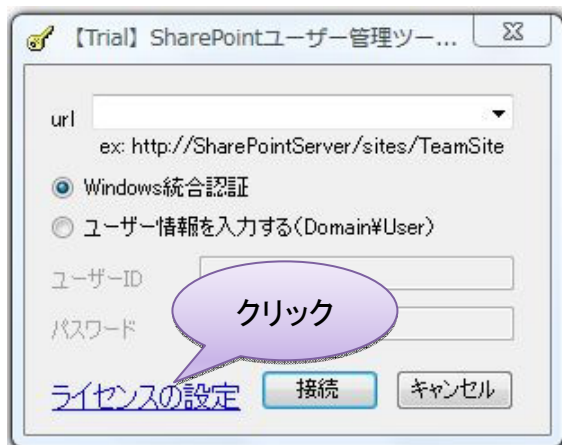 【Trial】SharePointユーザー管理ツー...
url
ex: http://SharePointServer/sites/TeamSite
Windows統合認証
ユーザー情報を入力する(Domain¥User)
ユーザーID
クリック
パスワード
ライセンスの設定 接続 キャンセル